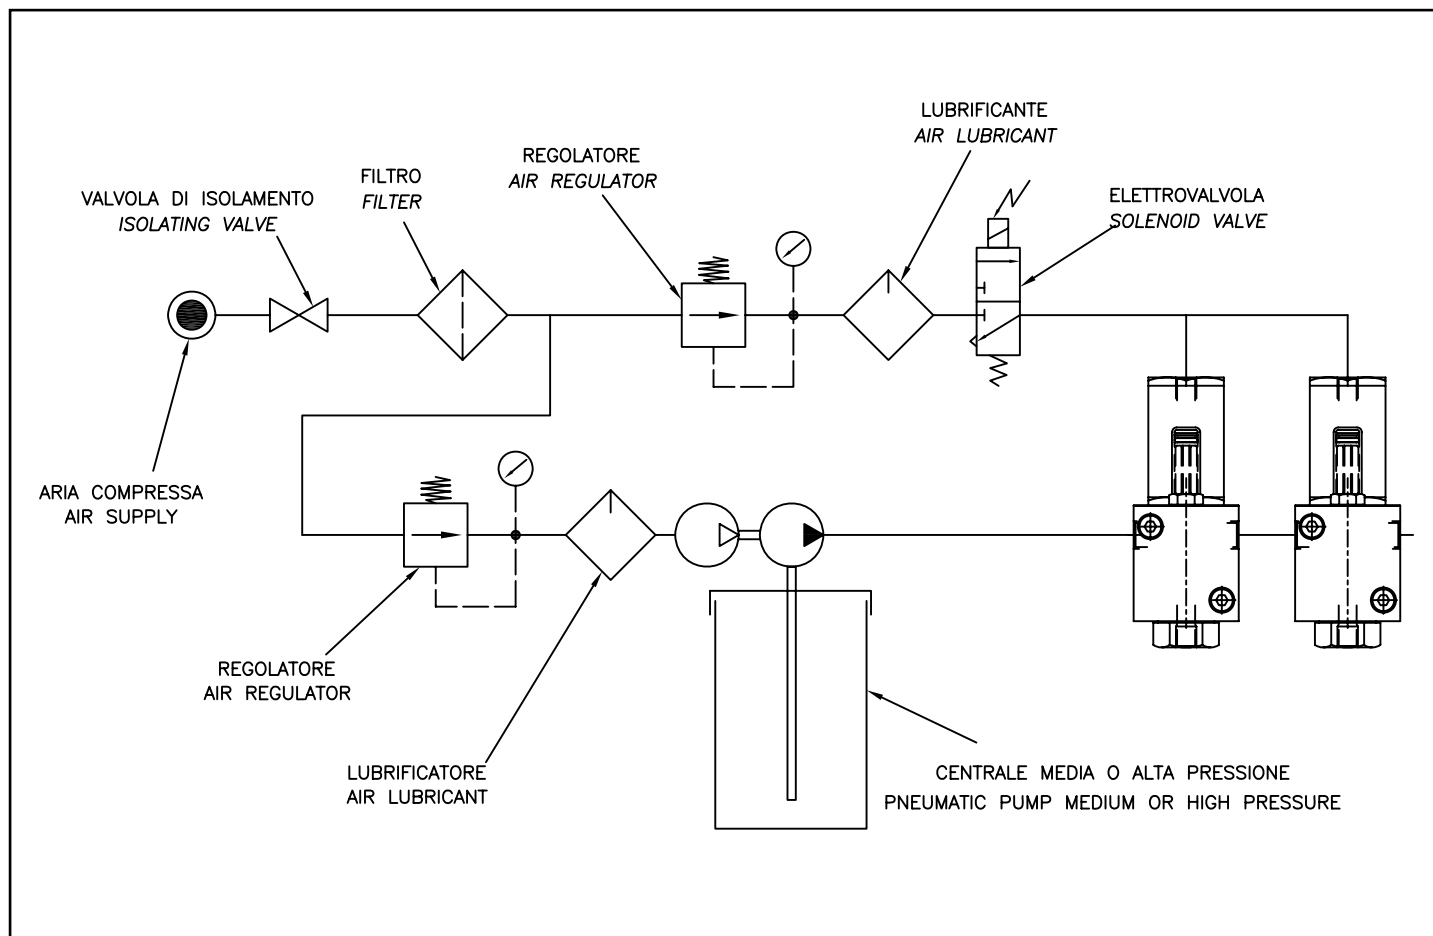 LUBRIFICANTE
AIR LUBRICANT
REGOLATORE
AIR REGULATOR
FILTRO
FILTER
VALVOLA DI ISOLAMENTO
ISOLATING VALVE
ELETTROVALVOLA
SOLENOID VALVE
ARIA COMPRESSA
AIR SUPPLY
REGOLATORE
AIR REGULATOR
LUBRIFICATORE
AIR LUBRICANT
CENTRALE MEDIA O ALTA PRESSIONE
PNEUMATIC PUMP MEDIUM OR HIGH PRESSURE